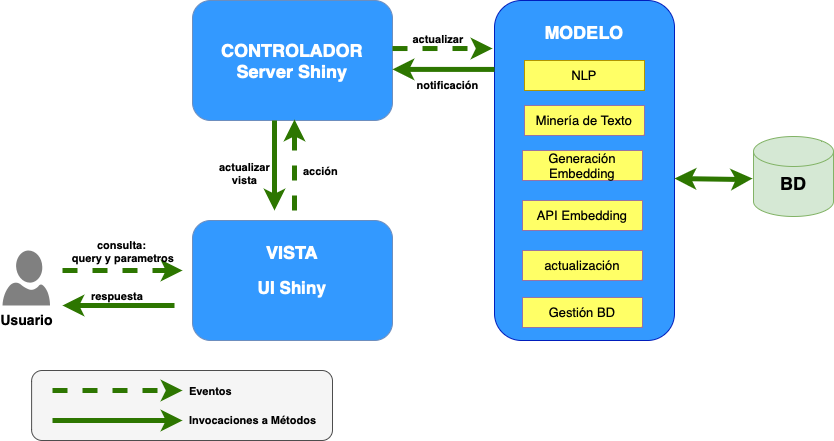 CONTROLADOR
Server Shiny
actualizar
notificación
MODELO
NLP
Minería de Texto
Generación
Embedding
API Embedding
actualización
Gestión BD
BD
actualizar
vista
acción
VISTA
UI Shiny
consulta:
query y parametros
respuesta
Usuario
Eventos
Invocaciones a Métodos